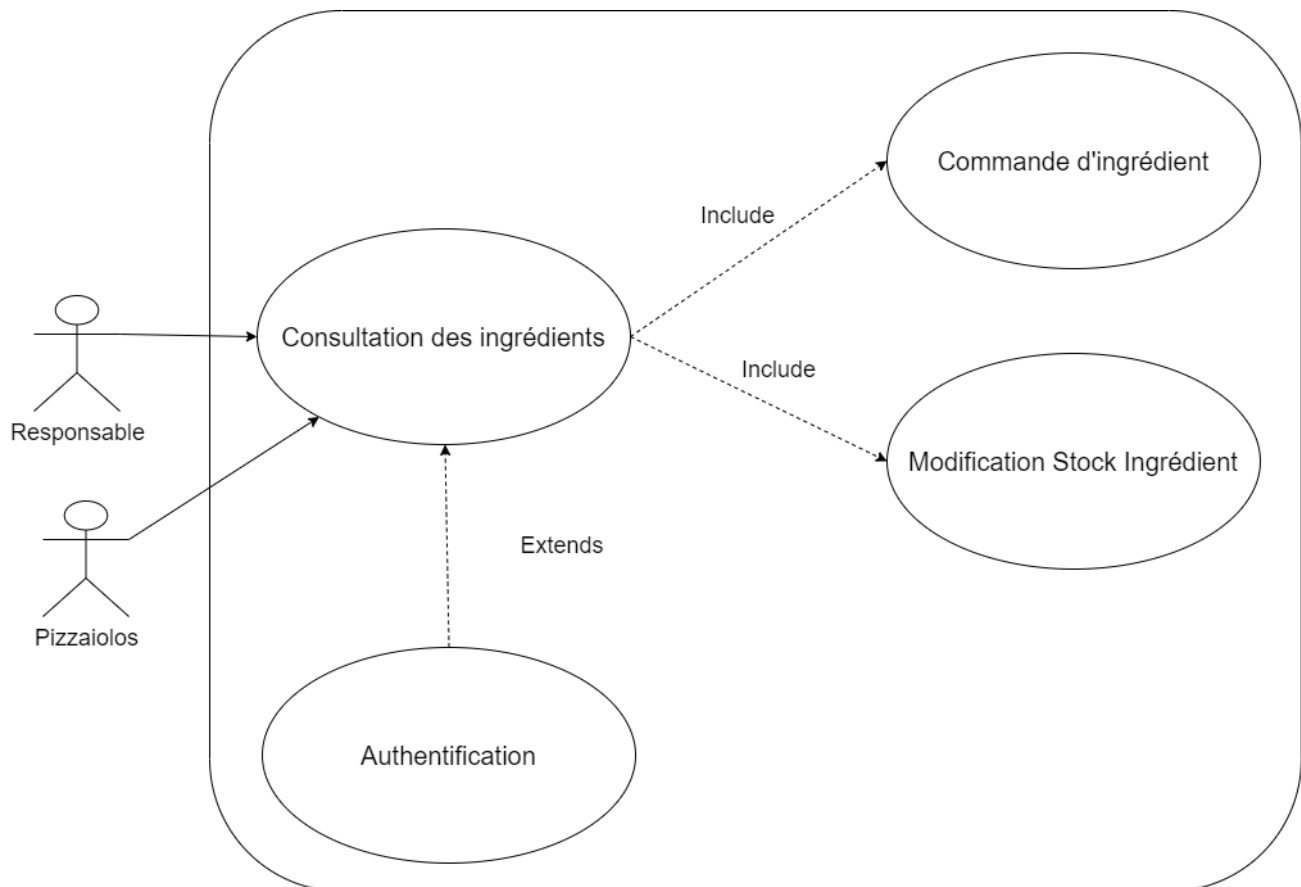 Commande d'ingrédient
Include
Consultation des ingrédients
Include
Responsable
Modification Stock Ingrédient
Extends
Pizzaiolos
Authentification